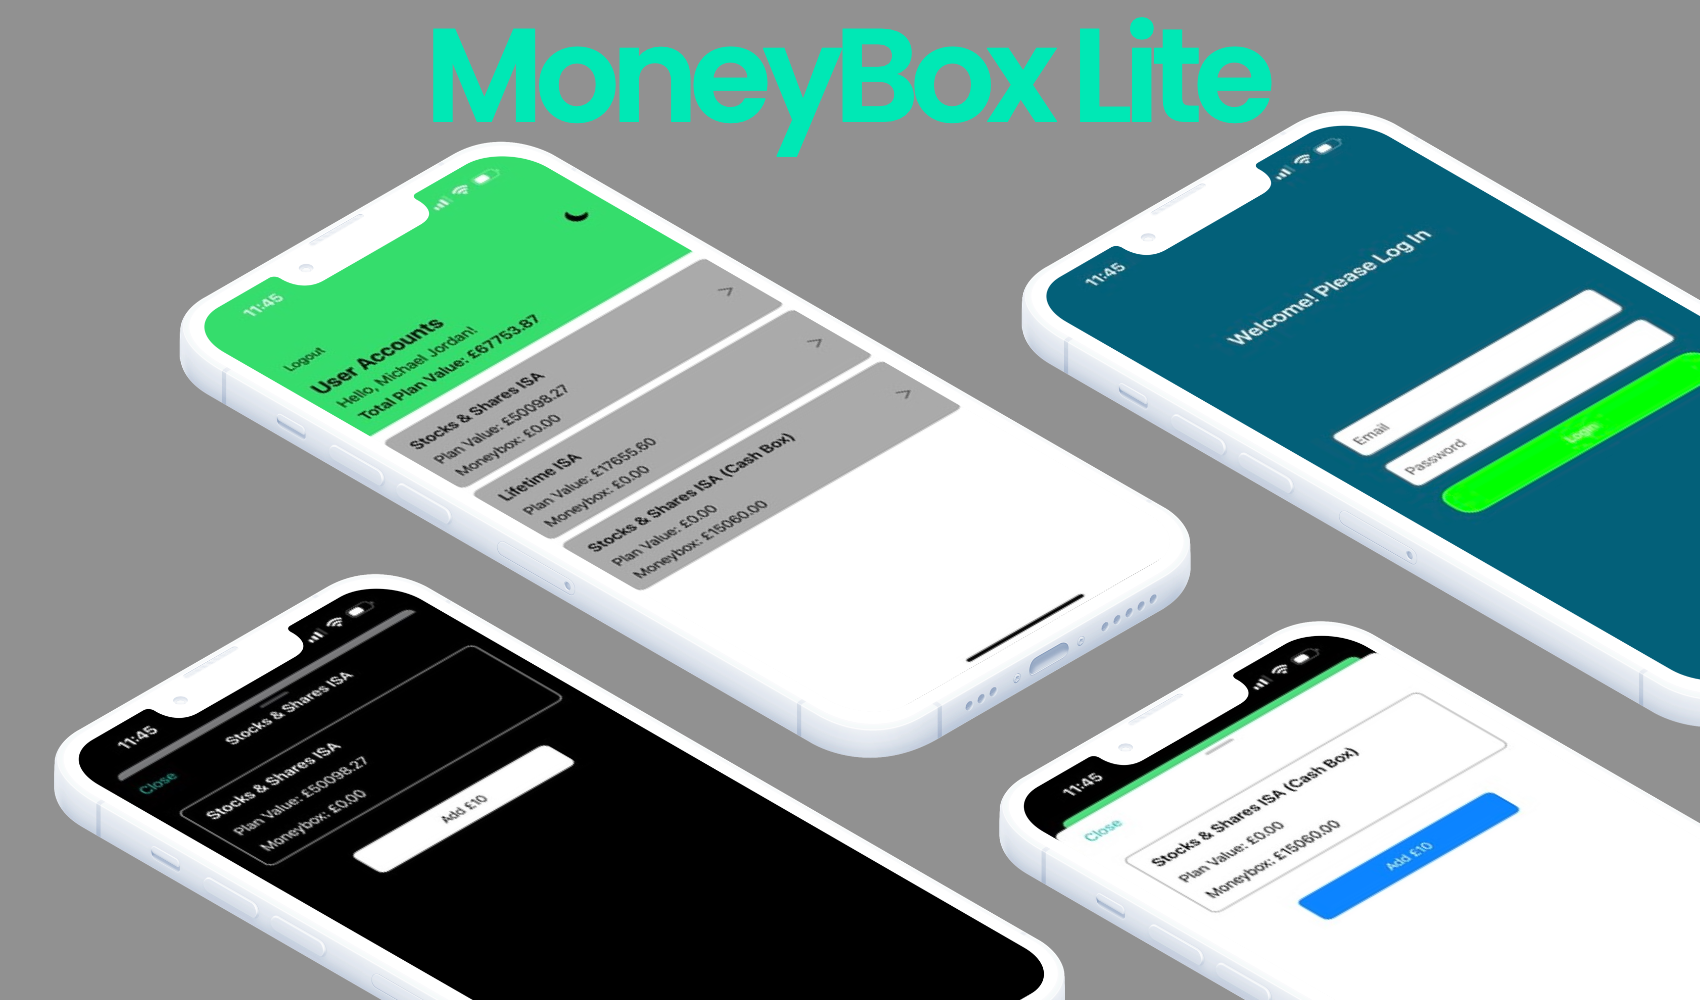 MoneyBox Lite
11:45
Logout
User Accounts
Hello, Michael Jordan!
Total Plan Value: £67753.87
Stocks & Shares ISA
Plan Value: £50098.27
Moneybox: £0.00
Lifetime ISA
Plan Value: £17655.60
Moneybox: £0.00
Stocks & Shares ISA (Cash Box)
Plan Value: £0.00
Moneybox: £15060.00
11:45
Welcome! Please Log In
Email
Password
Login
11:45
Stocks & Shares ISA
Close
Stocks & Shares ISA
Plan Value: £50098.27
Moneybox: £0.00
Add £10
11:45
Close
Stocks & Shares ISA (Cash Box)
Plan Value: £0.00
Moneybox: £15060.00
Add £10